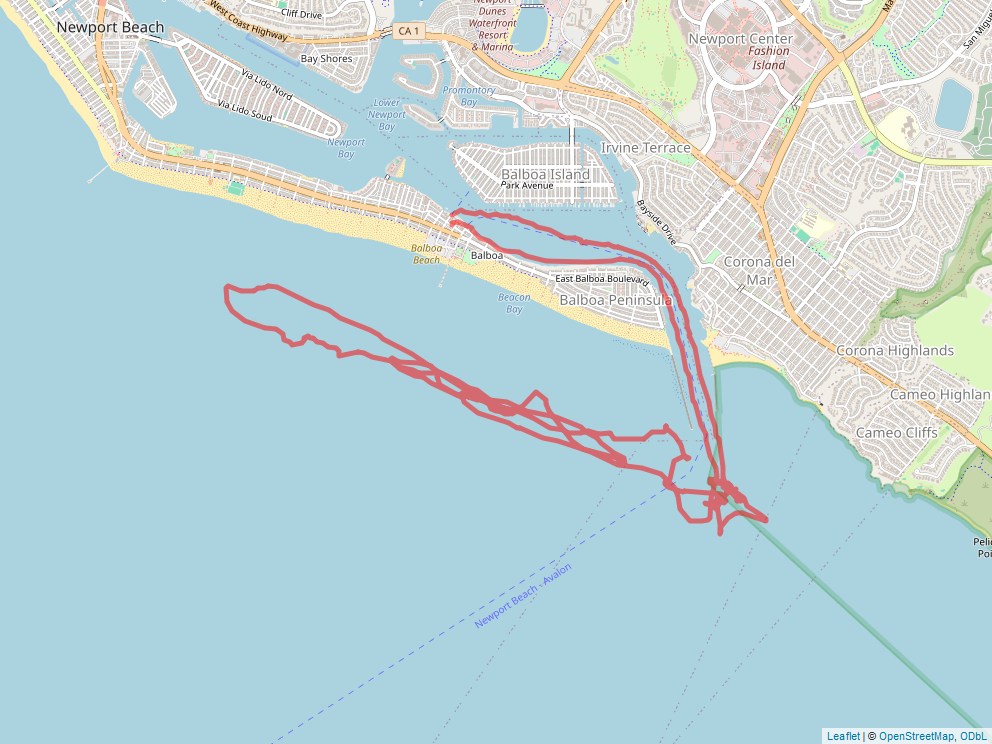 Newport Beach
Cliff Drive
West Coast Highway
CA 1
Newport
Dunes
Waterfront
Resort
& Marina
Newport Center
Fashion
Island
San Migue
Ma
Bay Shores
Via Lido Nord
Via Lido Soud
Promontory
Bay
Lower
Newport
Bay
Newport
Bay
Irvine Terrace
Balboa Island
Park Avenue
Bayside Drive
Balboa
Beach
Balboa
East Balboa Boulevard
Balboa Peninsula
Beacon
Bay
Corona del
Mar
Corona Highlands
Cameo Highlan
Cameo Cliffs
Pelic
Poi
Newport Beach - Avalon
Leaflet | © OpenStreetMap, ODbL